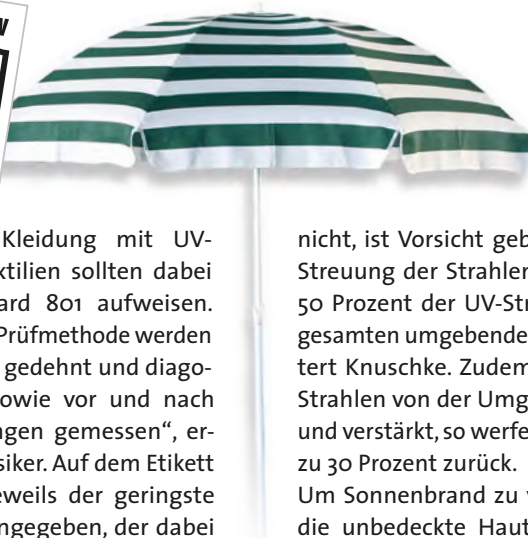 Kleidung mit UV-
xtilien sollten dabei
ard 801 aufweisen.
Prüfmethode werden
gedehnt und diago-
owie vor und nach
ngen gemessen“, er-
siker. Auf dem Etikett
eweils der geringste
ngegeben, der dabei
nicht, ist Vorsicht geb
Streuung der Strahlen
50 Prozent der UV-Str
gesamten umgebende
tert Knuschke. Zudem
Strahlen von der Umg
und verstärkt, so werfe
zu 30 Prozent zurück.
Um Sonnenbrand zu v
die unbedeckte Haut